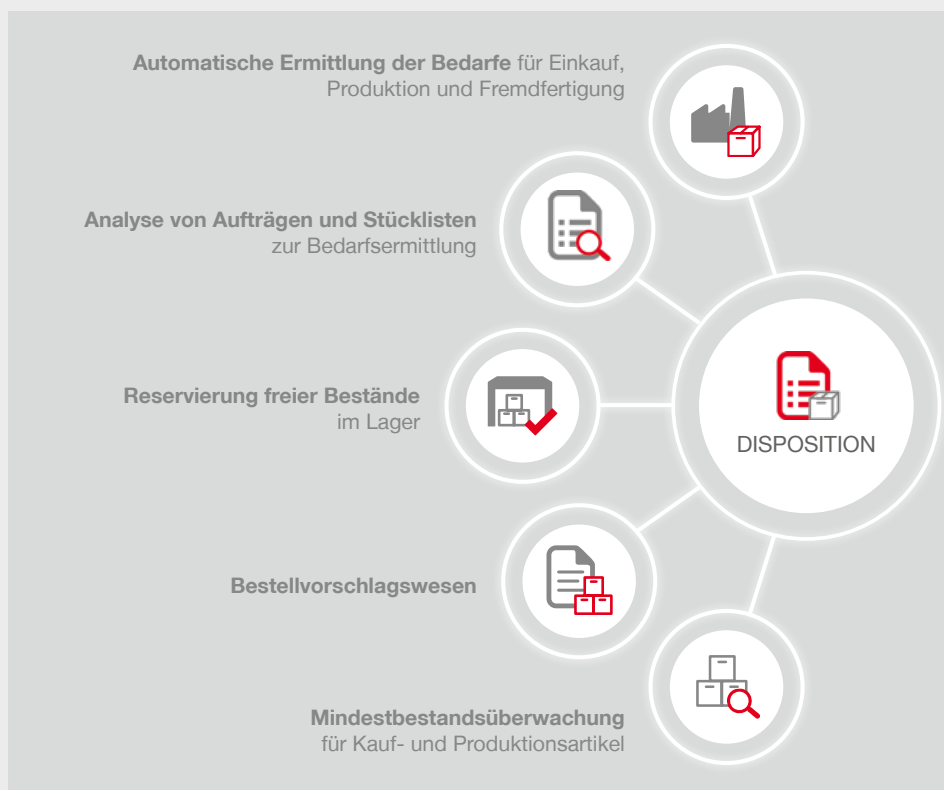 Automatische Ermittlung der Bedarfe für Einkauf,
Produktion und Fremdfertigung
Analyse von Aufträgen und Stücklisten
zur Bedarfsermittlung
Reservierung freier Bestände
im Lager
DISPOSITION
Bestellvorschlagswesen
Mindestbestandsüberwachung
für Kauf- und Produktionsartikel